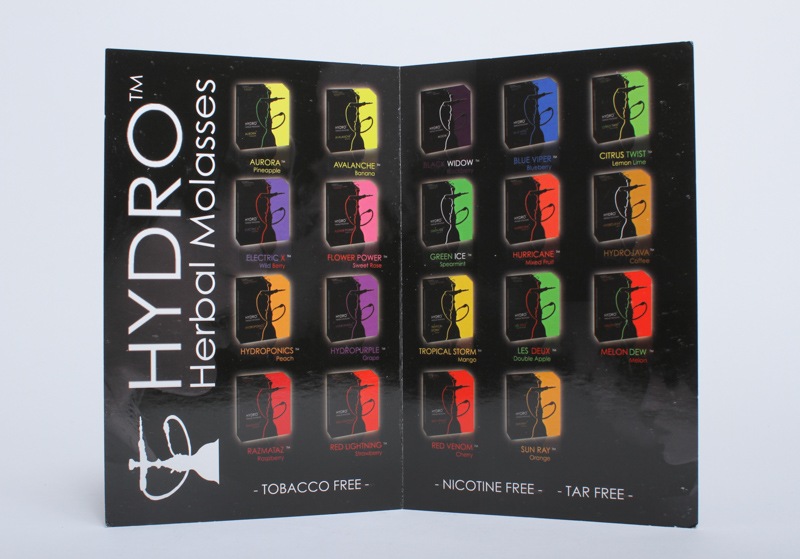 HYDRO™
Herbal Molasses
AURORA™
Pineapple
AVALANCHE™
Banana
ELECTRIC X™
Wild Berry
FLOWER POWER™
Sweet Rose
HYDROPONICS™
Peach
HYDROPURPLE™
Grape
RAZMATAZ™
Raspberry
RED LIGHTNING™
Strawberry
- TOBACCO FREE -
BLACK WIDOW™
BLUE VIPER™
Blueberry
CITRUS TWIST™
Lemon Lime
GREEN ICE™
Spearmint
HURRICANE™
Mixed Fruit
HYDROJAVA™
Coffee
TROPICAL STORM™
Mango
LES DEUX™
Double Apple
MELON DEW™
Melon
RED VENOM™
Cherry
SUN RAY™
Orange
- NICOTINE FREE - - TAR FREE -